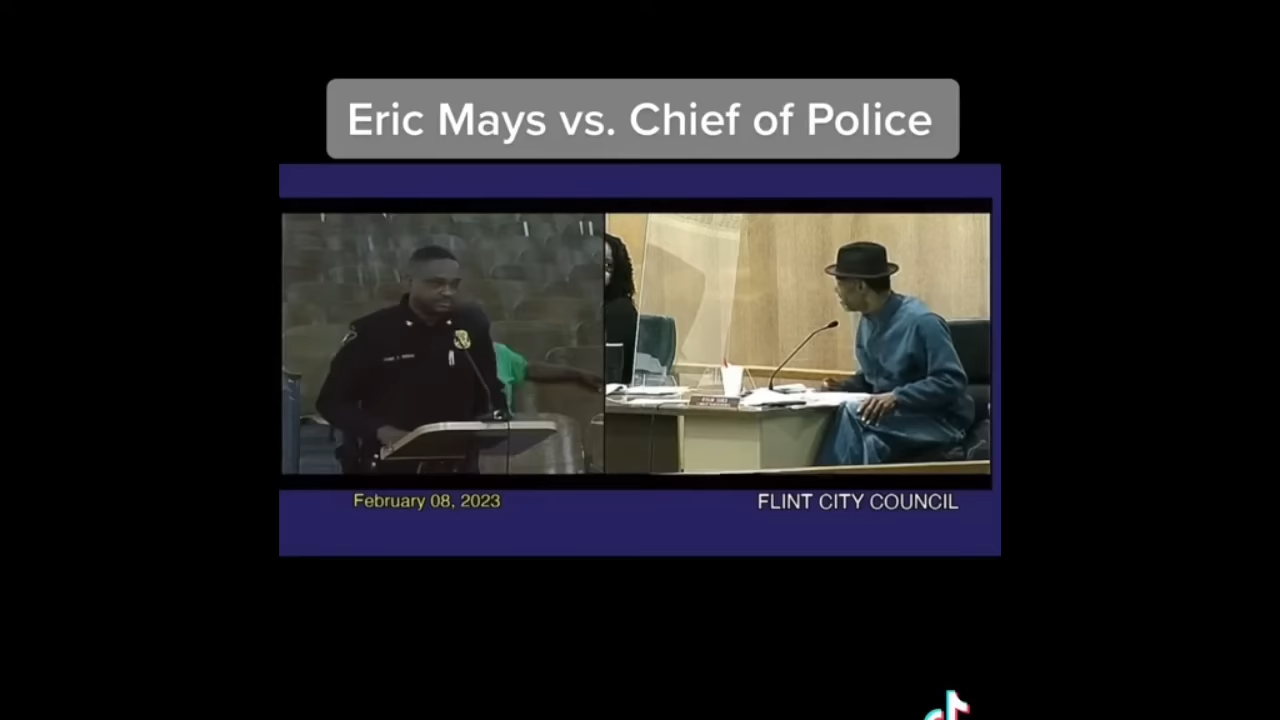 Eric Mays vs. Chief of Police
February 08, 2023
FLINT CITY COUNCIL